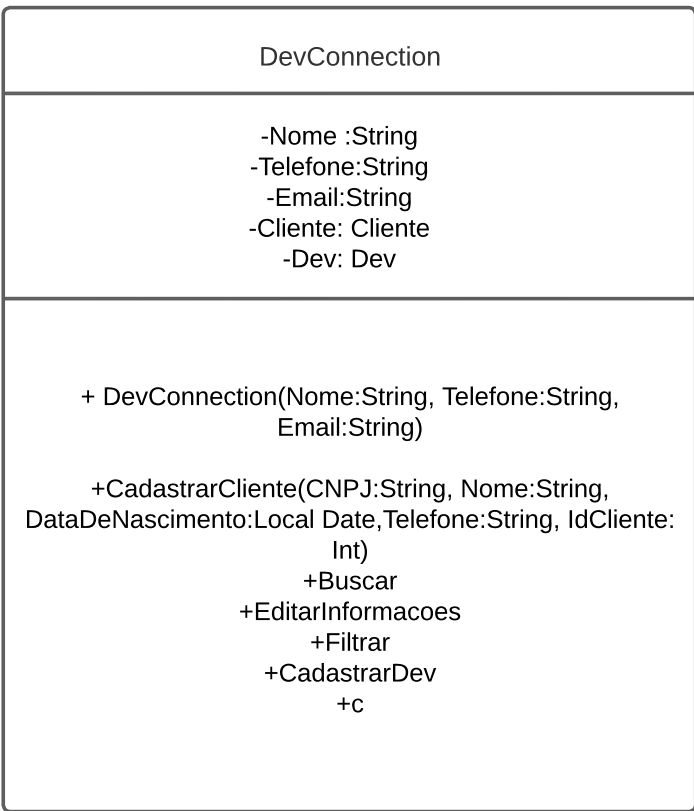 DevConnection
-Nome :String
-Telefone:String
-Email:String
-Cliente: Cliente
-Dev: Dev
+ DevConnection(Nome:String, Telefone:String,
Email:String)
+CadastrarCliente(CNPJ:String, Nome:String,
DataDeNascimento:Local Date,Telefone:String, IdCliente:
Int)
+Buscar
+EditarInformacoes
+Filtrar
+CadastrarDev
+c